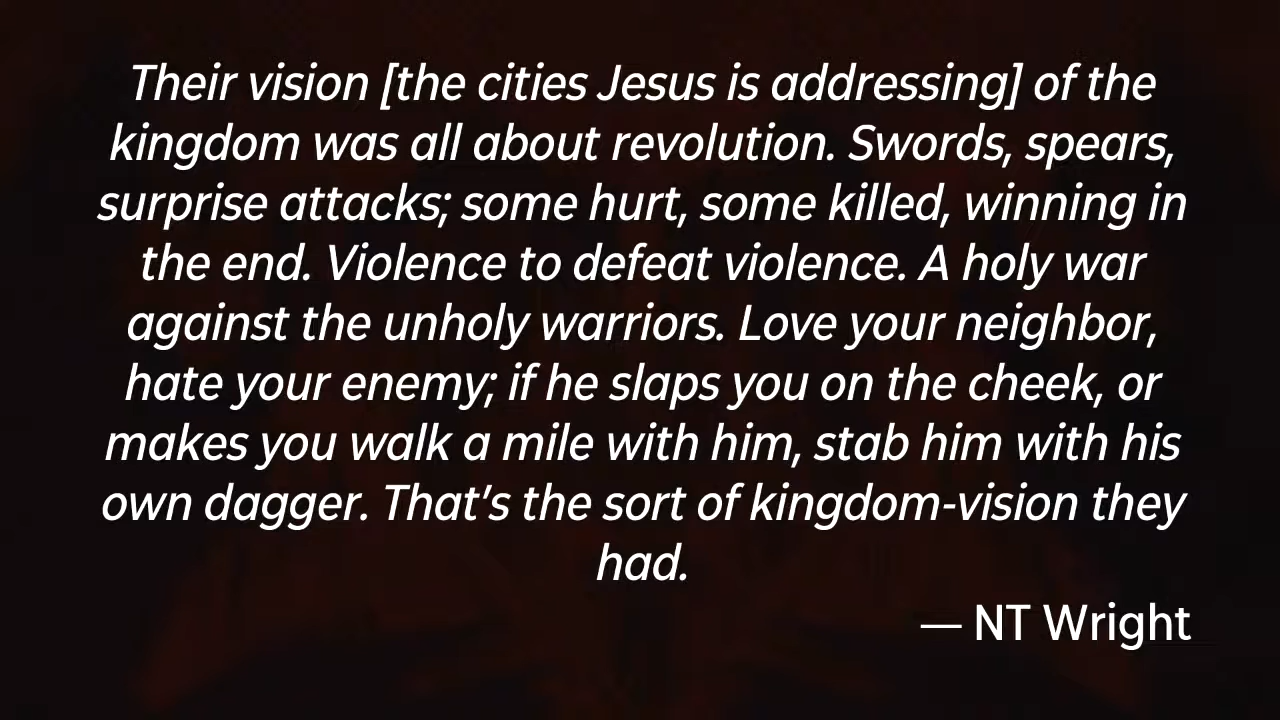 Their vision [the cities Jesus is addressing] of the
kingdom was all about revolution. Swords, spears,
surprise attacks; some hurt, some killed, winning in
the end. Violence to defeat violence. A holy war
against the unholy warriors. Love your neighbor,
hate your enemy; if he slaps you on the cheek, or
makes you walk a mile with him, stab him with his
own dagger. That’s the sort of kingdom-vision they
had.
— NT Wright